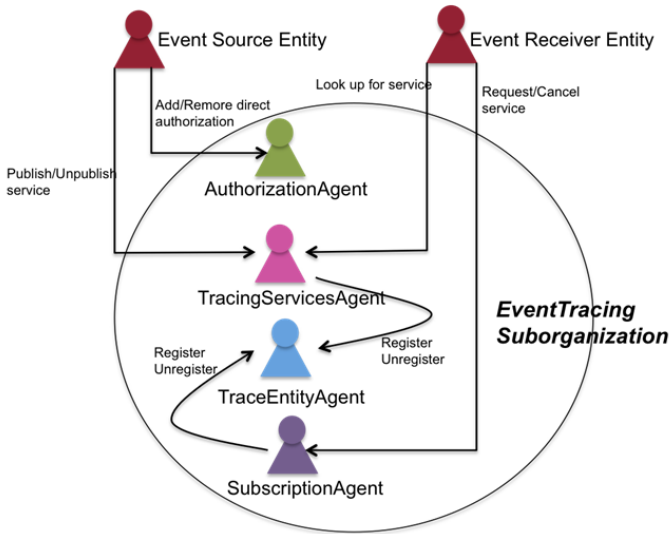 Event Source Entity
Event Receiver Entity
Look up for service
Request/Cancel
service
Add/Remore direct
authorization
Publish/Unpublish
service
AuthorizationAgent
TracingServicesAgent
EventTracing
Suborganization
Register
Unregister
Register
Unregister
TraceEntityAgent
SubscriptionAgent